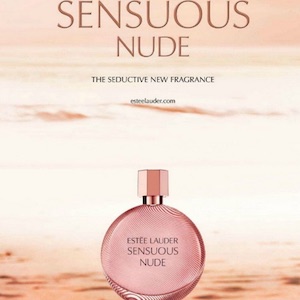 SENSUOUS
NUDE
THE SEDUCTIVE NEW FRAGRANCE
esteelauder.com
ESTĒE LAUDER
SENSUOUS
NUDE